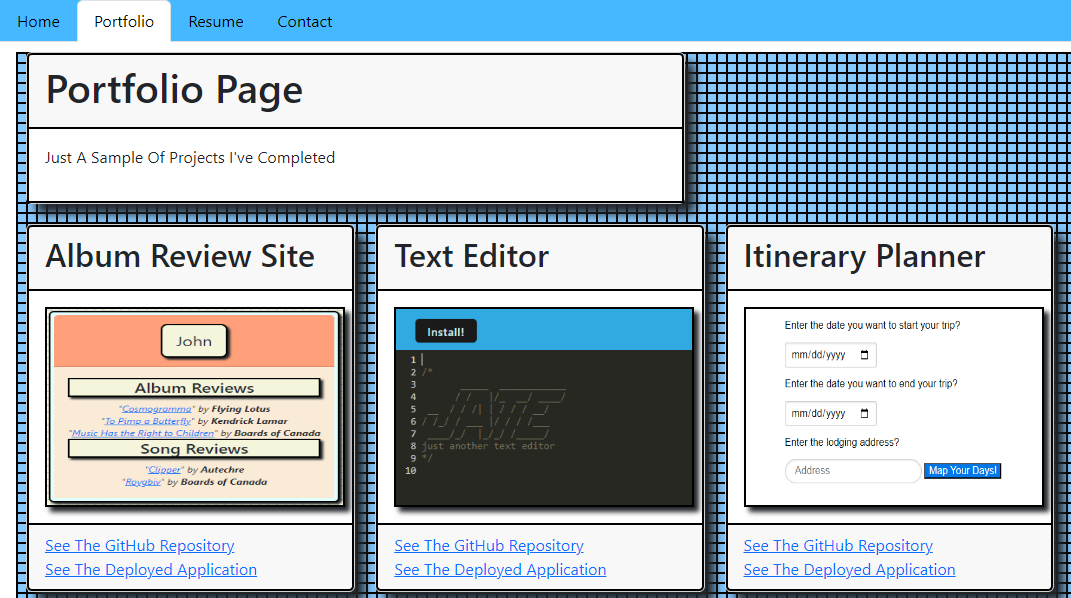 Home Portfolio Resume Contact
Portfolio Page
Just A Sample Of Projects I've Completed
Album Review Site
John
Album Reviews
"Cosmogramma" by Flying Lotus
"To Pimp a Butterfly" by Kendrick Lamar
"Music Has the Right to Children" by Boards of Canada
Song Reviews
"Clipper" by Autechre
"Roygbiv" by Boards of Canada
See The GitHub Repository
See The Deployed Application
Text Editor
Install!
1
2 /*
3
4
5
6
7
8 just another text editor
9 */
10
See The GitHub Repository
See The Deployed Application
Itinerary Planner
Enter the date you want to start your trip?
mm/dd/yyyy
Enter the date you want to end your trip?
mm/dd/yyyy
Enter the lodging address?
Address Map Your Days!
See The GitHub Repository
See The Deployed Application